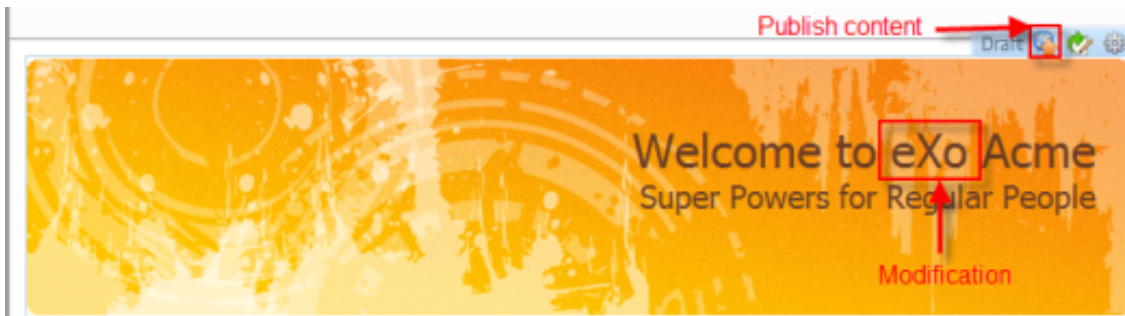 Publish content
Draft
Welcome to eXo Acme
Super Powers for Regular People
Modification